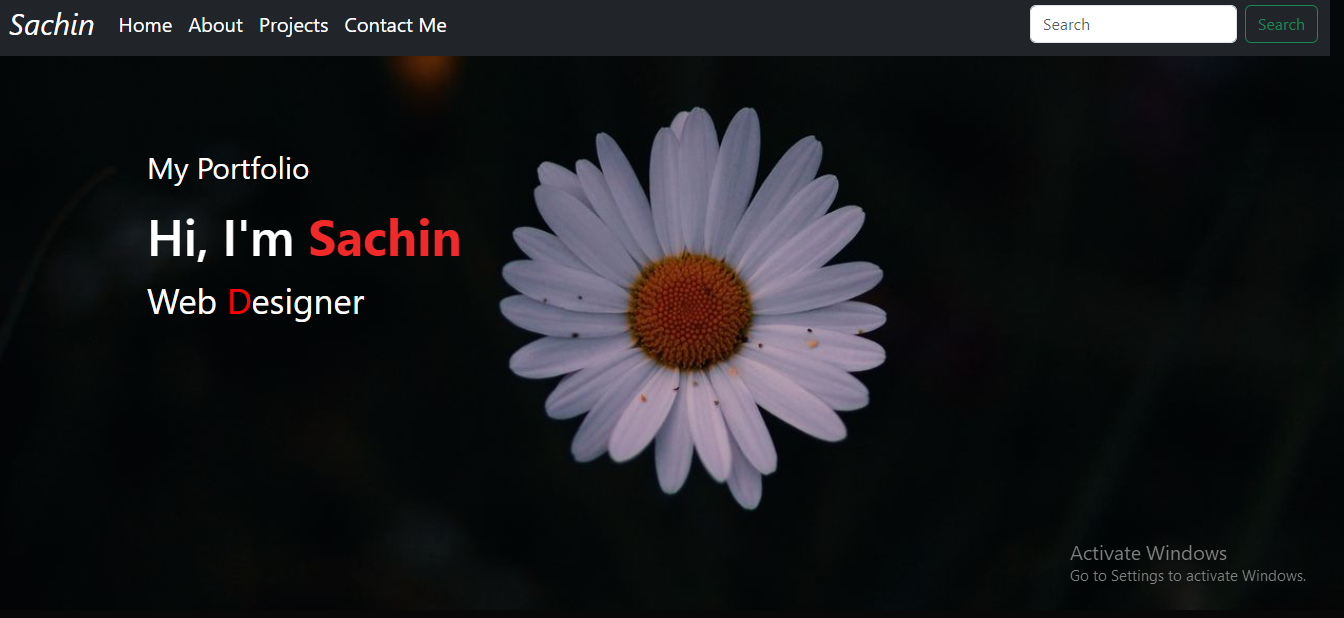 Sachin Home About Projects Contact Me Search Search
My Portfolio
Hi, I'm Sachin
Web Designer
Activate Windows
Go to Settings to activate Windows.